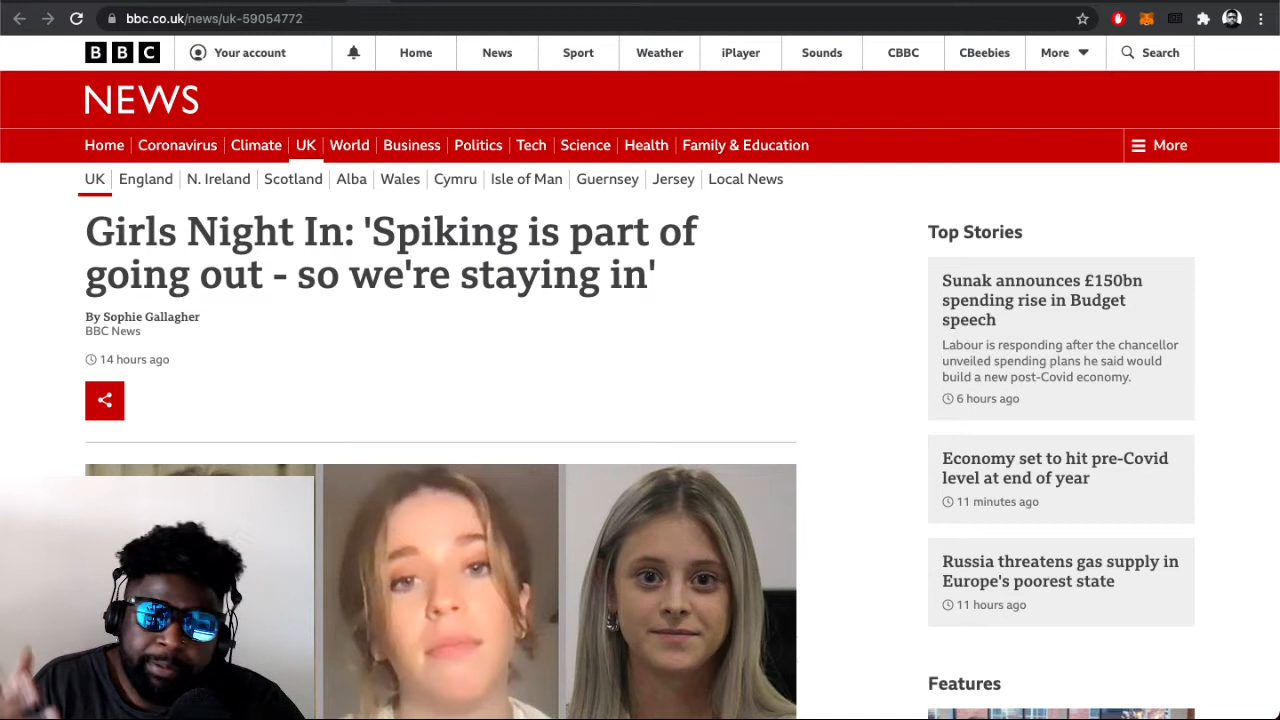 bbc.co.uk/news/uk-59054772
BBC
Your account
Home
News
Sport
Weather
iPlayer
Sounds
CBBC
CBeebies
More
Search
NEWS
Home
Coronavirus
Climate
UK
World
Business
Politics
Tech
Science
Health
Family & Education
More
UK
England
N. Ireland
Scotland
Alba
Wales
Cymru
Isle of Man
Guernsey
Jersey
Local News
Girls Night In: 'Spiking is part of
going out - so we're staying in'
By Sophie Gallagher
BBC News
14 hours ago
Top Stories
Sunak announces £150bn
spending rise in Budget
speech
Labour is responding after the chancellor
unveiled spending plans he said would
build a new post-Covid economy.
6 hours ago
Economy set to hit pre-Covid
level at end of year
11 minutes ago
Russia threatens gas supply in
Europe's poorest state
11 hours ago
Features